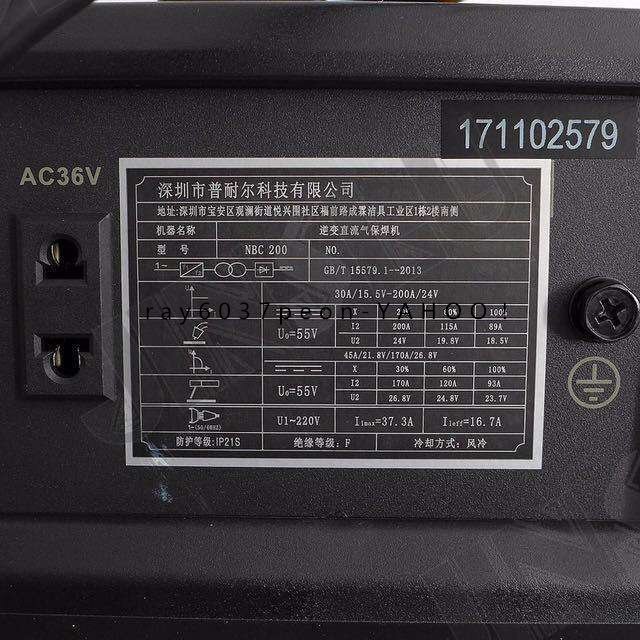 171102579
AC36V
深圳市普耐尔科技有限公司
地址:深圳市宝安区观澜街道悦兴围社区福前路成霖洁具工业区1栋2楼南侧
机器名称 逆变直流气保焊机
型号 NBC 200 NO.
1~ GB/T 15579.1--2013
30A/15.5V-200A/24V
ray6037peon-YAHOO!
X 60% 100%
U₀=55V I2 200A 115A 89A
U2 24V 19.8V 18.5V
45A/21.8V/170A/26.8V
X 30% 60% 100%
U₀=55V I2 170A 120A 93A
U2 26.8V 24.8V 23.7V
1~(50/60HZ) U1~220V I1max=37.3A I1eff=16.7A
防护等级:IP21S 绝缘等级:F 冷却方式:风冷